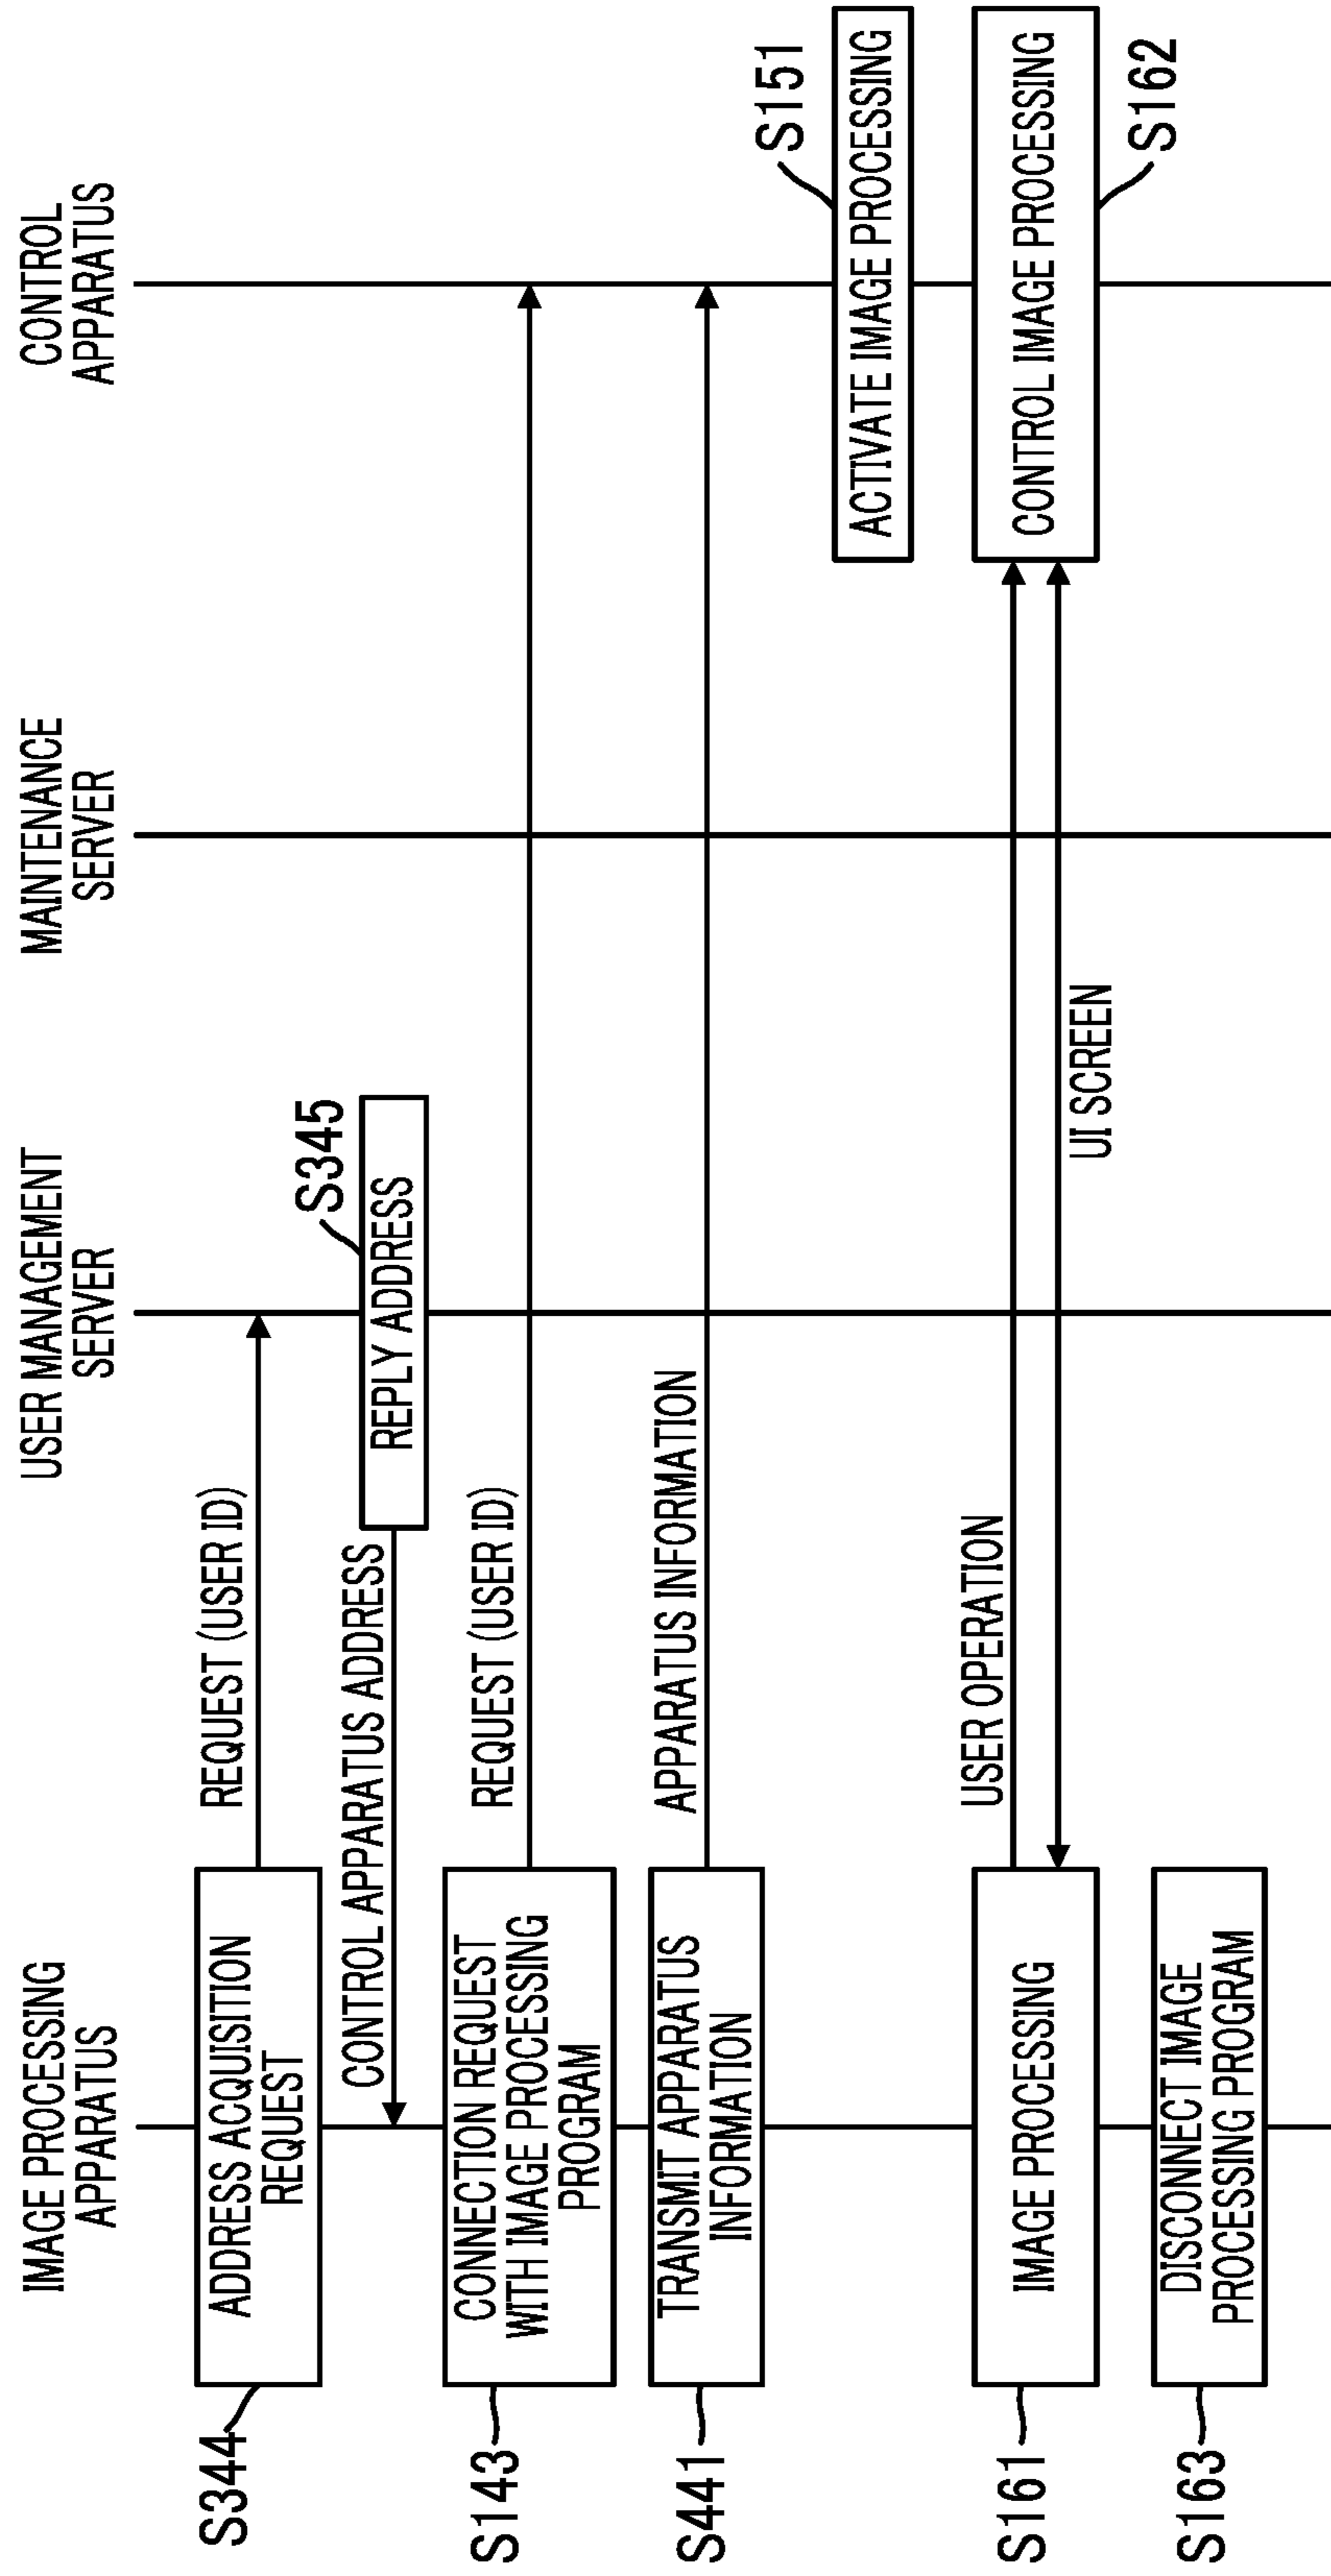 IMAGE PROCESSING
APPARATUS
USER MANAGEMENT
SERVER
MAINTENANCE
SERVER
CONTROL
APPARATUS
S344
ADDRESS ACQUISITION
REQUEST
REQUEST (USER ID)
S345
REPLY ADDRESS
CONTROL APPARATUS ADDRESS
S143
CONNECTION REQUEST
WITH IMAGE PROCESSING
PROGRAM
REQUEST (USER ID)
S441
TRANSMIT APPARATUS
INFORMATION
APPARATUS INFORMATION
S151
ACTIVATE IMAGE PROCESSING
S161
IMAGE PROCESSING
USER OPERATION
UI SCREEN
CONTROL IMAGE PROCESSING
S162
S163
DISCONNECT IMAGE
PROCESSING PROGRAM